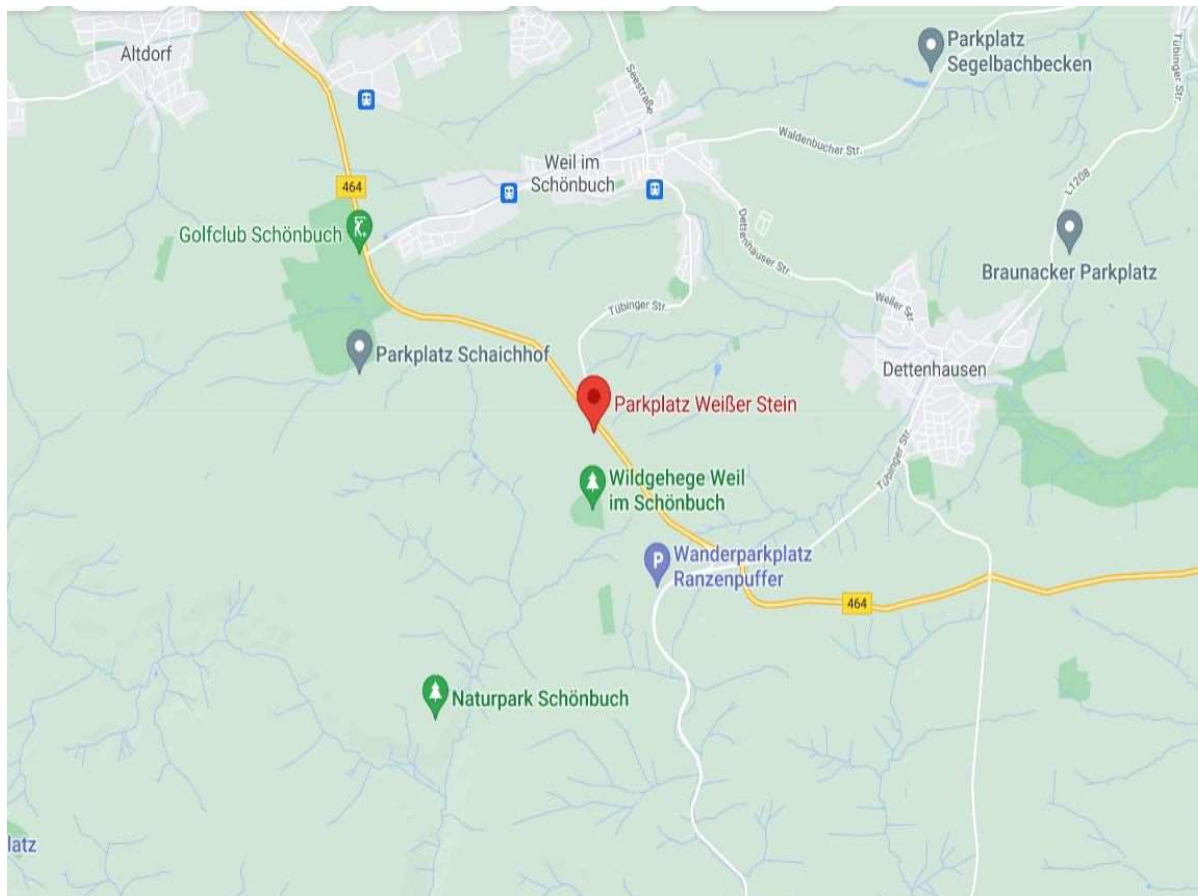 Altdorf
Parkplatz
Segelbachbecken
Tübinger Str.
Seestraße
Waldenbucher Str.
Weil im
Schönbuch
464
L1208
Golfclub Schönbuch
Dettenhäuser Str.
Braunacker Parkplatz
Weiler Str.
Tübinger Str.
Parkplatz Schaichhof
Dettenhausen
Parkplatz Weißer Stein
Tübinger Str.
Wildgehege Weil
im Schönbuch
P
Wanderparkplatz
Ranzenpuffer
464
Naturpark Schönbuch
latz